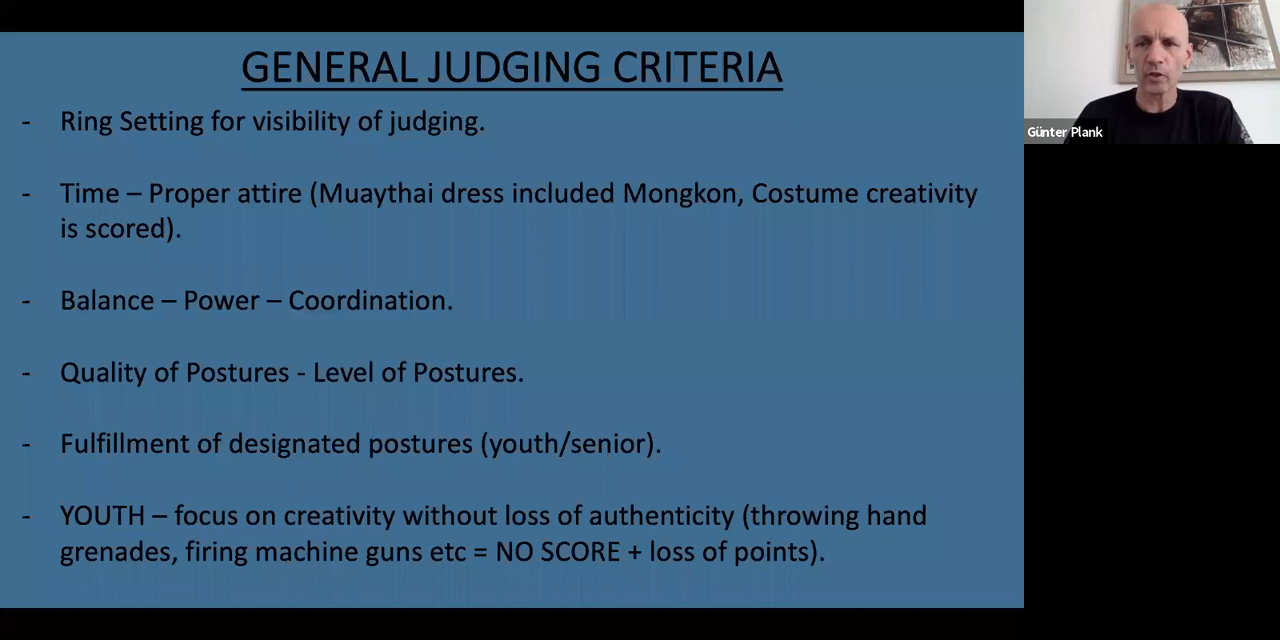 GENERAL JUDGING CRITERIA
- Ring Setting for visibility of judging.
- Time – Proper attire (Muaythai dress included Mongkon, Costume creativity
is scored).
- Balance – Power – Coordination.
- Quality of Postures - Level of Postures.
- Fulfillment of designated postures (youth/senior).
- YOUTH – focus on creativity without loss of authenticity (throwing hand
grenades, firing machine guns etc = NO SCORE + loss of points).
Günter Plank